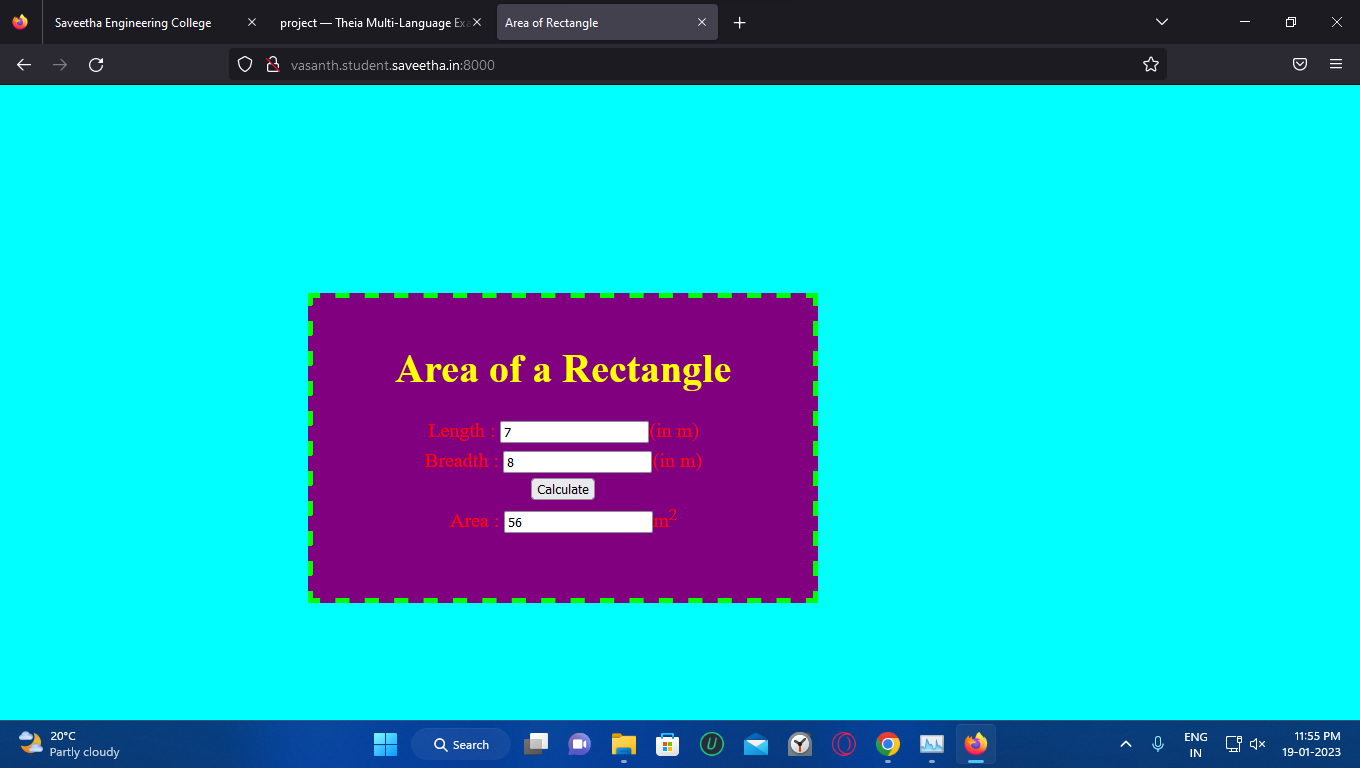 Saveetha Engineering College
project — Theia Multi-Language Exa
Area of Rectangle
vasanth.student.saveetha.in:8000
Area of a Rectangle
Length : 7 (in m)
Breadth : 8 (in m)
Calculate
Area : 56 m²
20°C
Partly cloudy
Search
ENG
IN
11:55 PM
19-01-2023